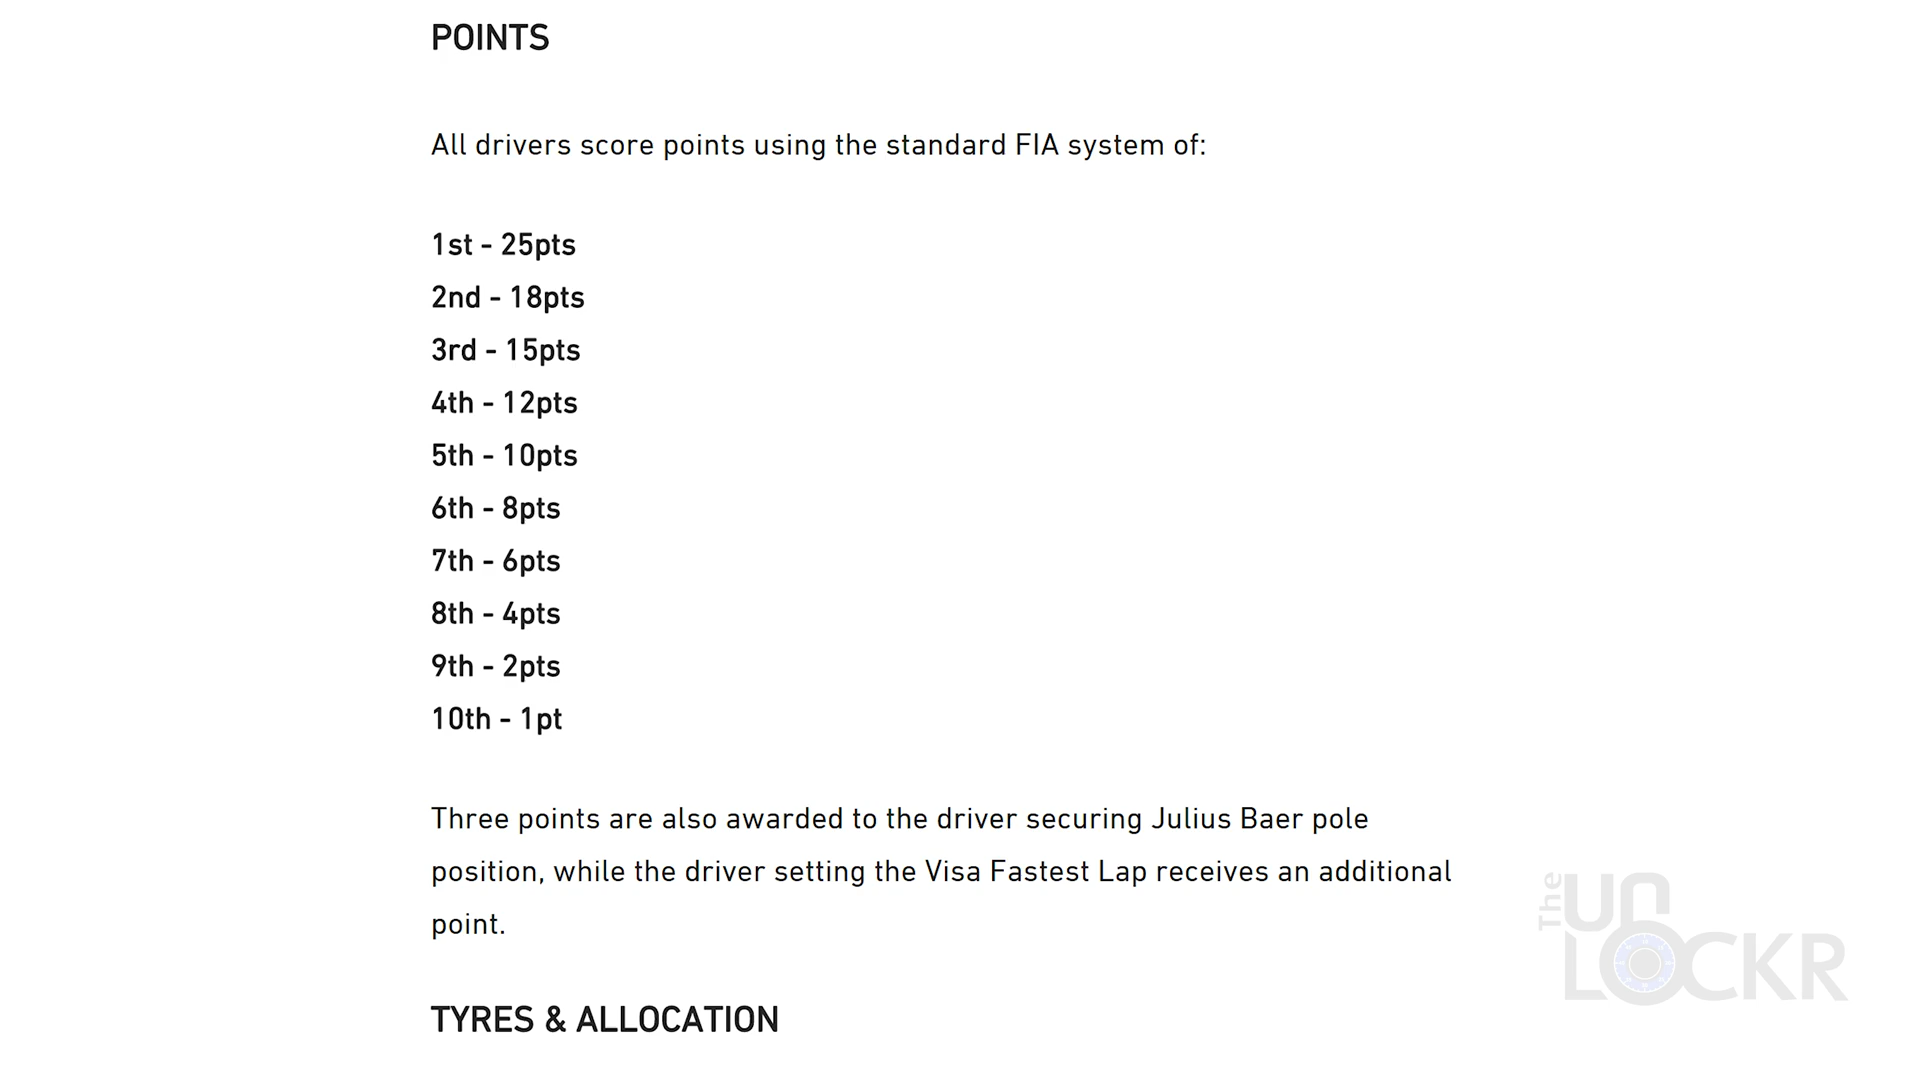 POINTS
All drivers score points using the standard FIA system of:
1st - 25pts
2nd - 18pts
3rd - 15pts
4th - 12pts
5th - 10pts
6th - 8pts
7th - 6pts
8th - 4pts
9th - 2pts
10th - 1pt
Three points are also awarded to the driver securing Julius Baer pole
position, while the driver setting the Visa Fastest Lap receives an additional
point.
The UN
LOCKR
TYRES & ALLOCATION